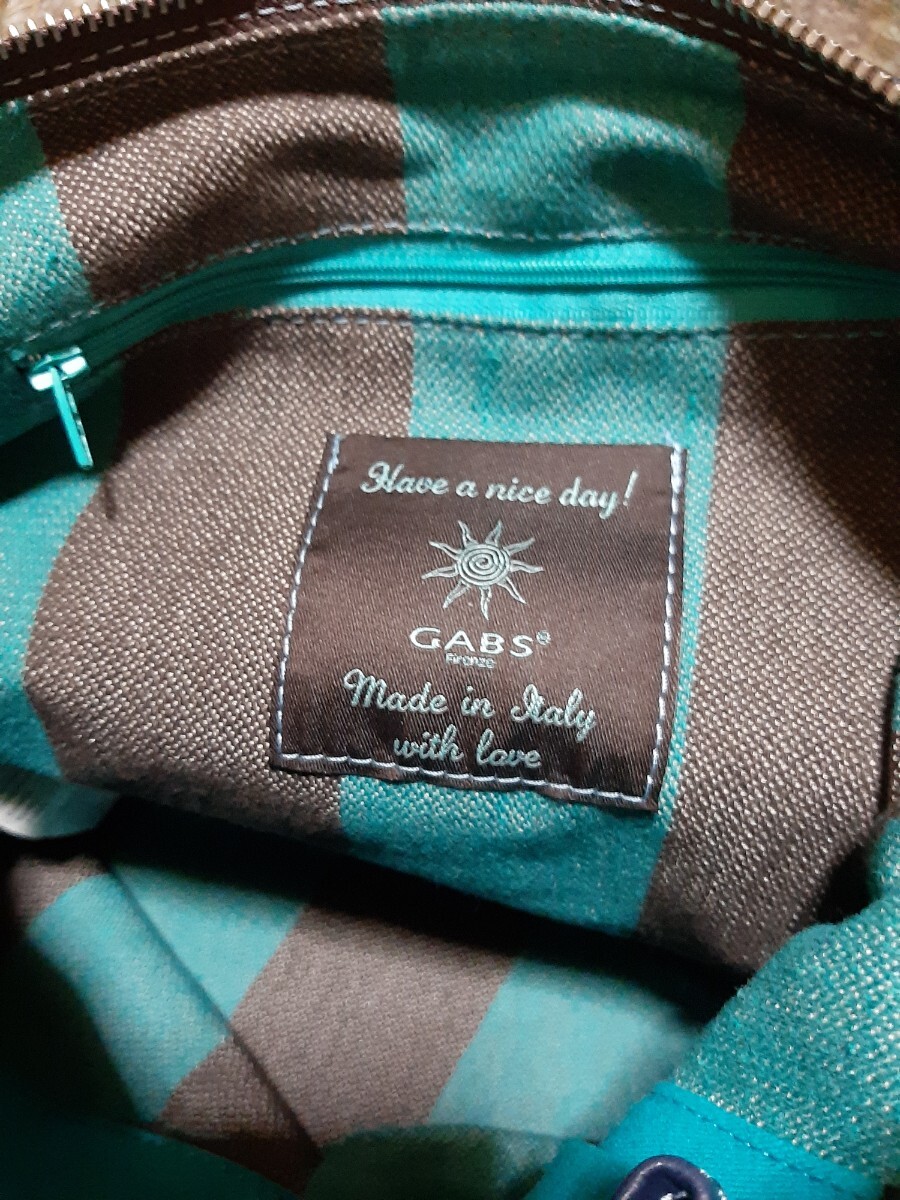 Have a nice day!
GABS®
Firenze
Made in Italy
with love